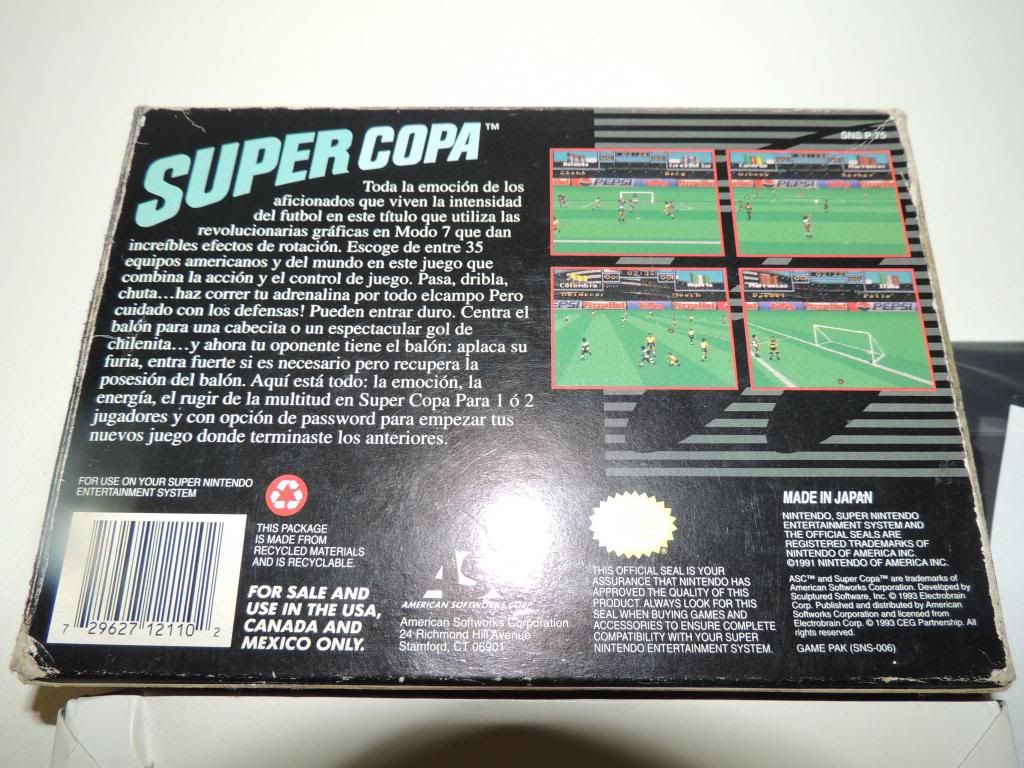 SUPER COPA™
SNS P 75
Toda la emoción de los
aficionados que viven la intensidad
del futbol en este título que utiliza las
revolucionarias gráficas en Modo 7 que dan
increíbles efectos de rotación. Escoge de entre 35
equipos americanos y del mundo en este juego que
combina la acción y el control de juego. Pasa, dribla,
chuta...haz correr tu adrenalina por todo elcampo Pero
cuidado con los defensas! Pueden entrar duro. Centra el
balón para una cabecita o un espectacular gol de
chilenita...y ahora tu oponente tiene el balón: aplaca su
furia, entra fuerte si es necesario pero recupera la
posesión del balón. Aquí está todo: la emoción, la
energía, el rugir de la multitud en Super Copa Para 1 ó 2
jugadores y con opción de password para empezar tus
nuevos juego donde terminaste los anteriores.
PEPSI
PEPSI
Colombia
Nigeria
PEPSI
Marruecos
PEPSI
FOR USE ON YOUR SUPER NINTENDO
ENTERTAINMENT SYSTEM
7 29627 12110 2
THIS PACKAGE
IS MADE FROM
RECYCLED MATERIALS
AND IS RECYCLABLE.
FOR SALE AND
USE IN THE USA,
CANADA AND
MEXICO ONLY.
AMERICAN SOFTWORKS CORP
American Softworks Corporation
24 Richmond Hill Avenue
Stamford, CT 06901
THIS OFFICIAL SEAL IS YOUR
ASSURANCE THAT NINTENDO HAS
APPROVED THE QUALITY OF THIS
PRODUCT. ALWAYS LOOK FOR THIS
SEAL WHEN BUYING GAMES AND
ACCESSORIES TO ENSURE COMPLETE
COMPATIBILITY WITH YOUR SUPER
NINTENDO ENTERTAINMENT SYSTEM.
MADE IN JAPAN
NINTENDO, SUPER NINTENDO
ENTERTAINMENT SYSTEM AND
THE OFFICIAL SEALS ARE
REGISTERED TRADEMARKS OF
NINTENDO OF AMERICA INC.
©1991 NINTENDO OF AMERICA INC.
ASC™ and Super Copa™ are trademarks of
American Softworks Corporation. Developed by
Sculptured Software, Inc. © 1993 Electrobrain
Corp. Published and distributed by American
Softworks Corporation and licensed from
Electrobrain Corp. © 1993 CEG Partnership. All
rights reserved.
GAME PAK (SNS-006)